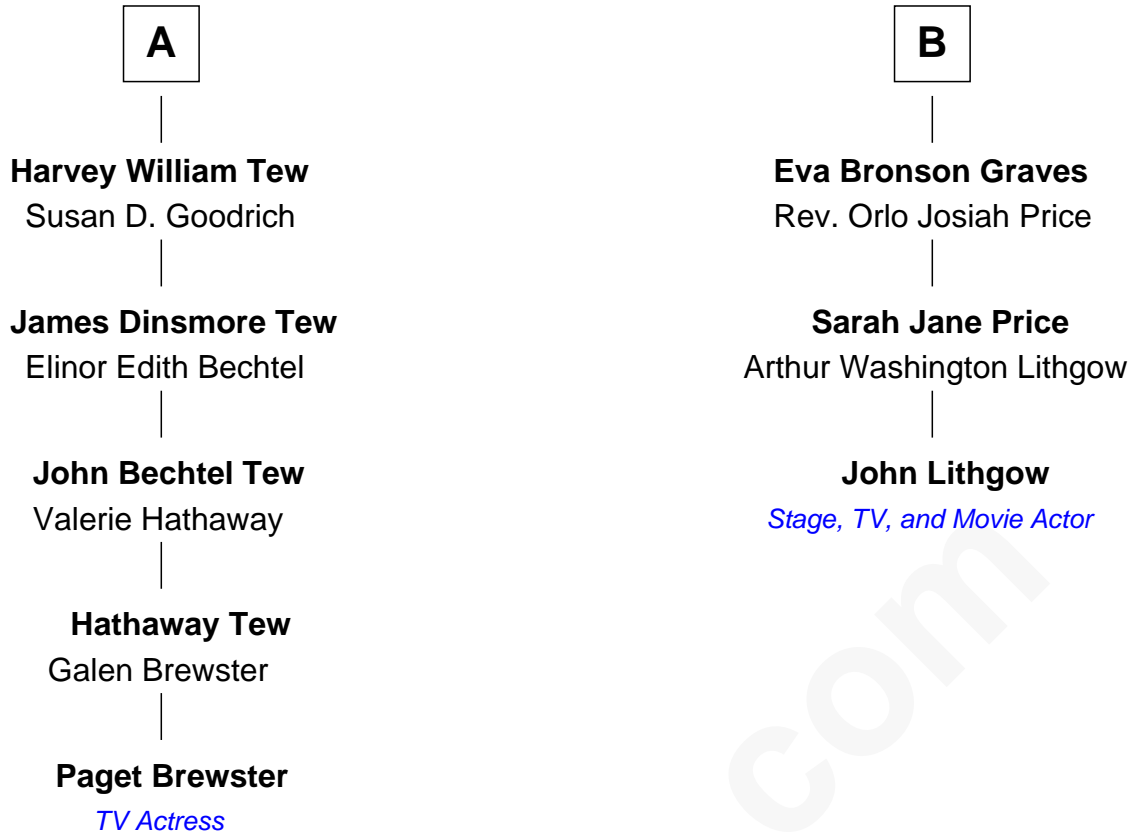 A
Harvey William Tew
Susan D. Goodrich
James Dinsmore Tew
Elinor Edith Bechtel
John Bechtel Tew
Valerie Hathaway
Hathaway Tew
Galen Brewster
Paget Brewster
TV Actress
B
Eva Bronson Graves
Rev. Orlo Josiah Price
Sarah Jane Price
Arthur Washington Lithgow
John Lithgow
Stage, TV, and Movie Actor
com